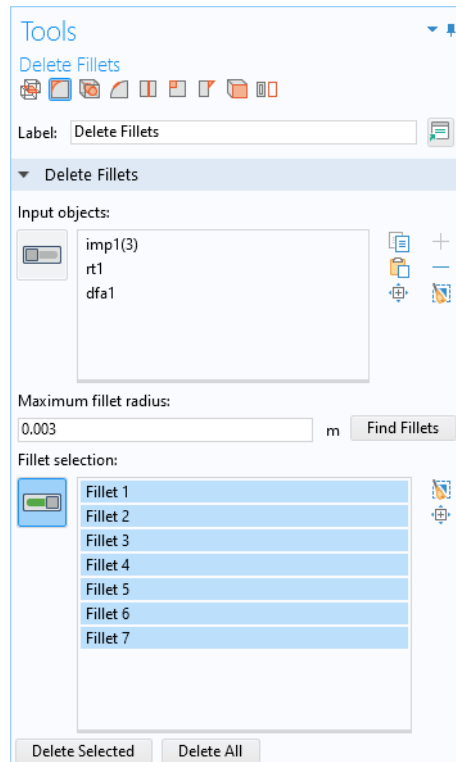 Tools
Delete Fillets
Label: Delete Fillets
Delete Fillets
Input objects:
imp1(3)
rt1
dfa1
Maximum fillet radius:
0.003 m Find Fillets
Fillet selection:
Fillet 1
Fillet 2
Fillet 3
Fillet 4
Fillet 5
Fillet 6
Fillet 7
Delete Selected Delete All